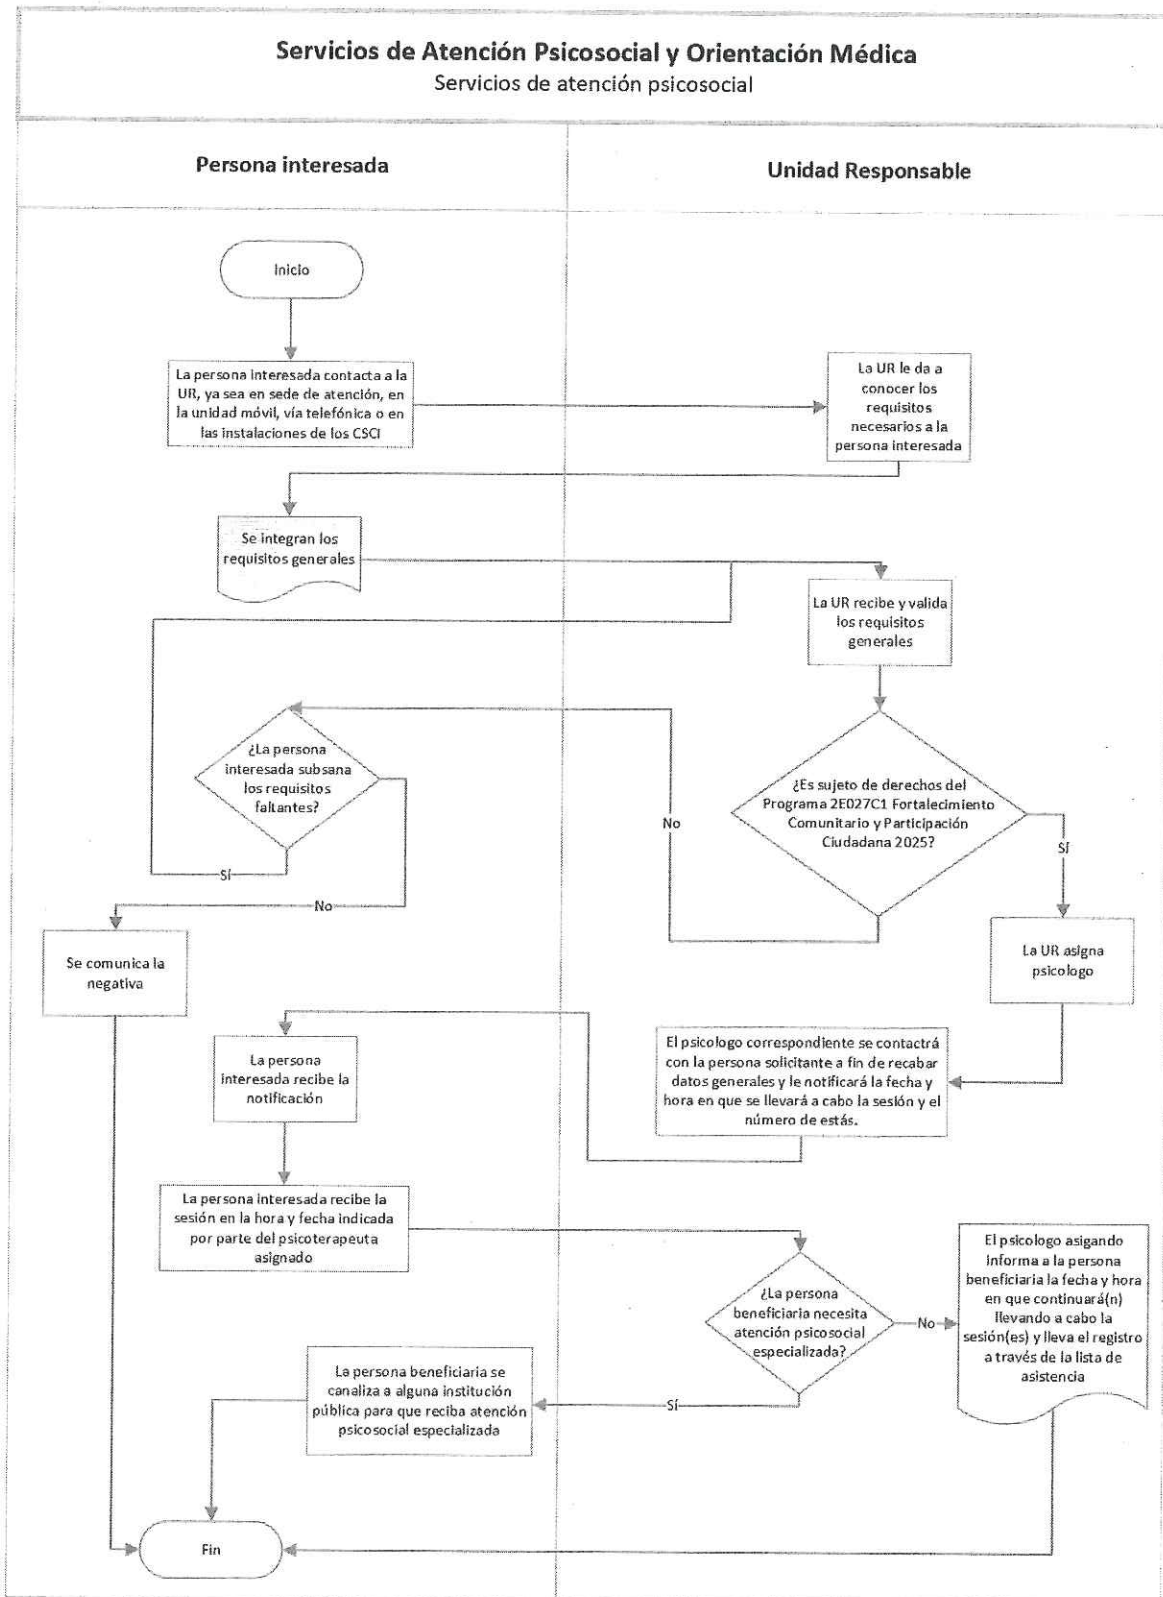 Servicios de Atención Psicosocial y Orientación Médica
Servicios de atención psicosocial
Persona interesada
Unidad Responsable
Inicio
La persona interesada contacta a la
UR, ya sea en sede de atención, en
la unidad móvil, vía telefónica o en
las instalaciones de los CSCI
La UR le da a
conocer los
requisitos
necesarios a la
persona interesada
Se integran los
requisitos generales
La UR recibe y valida
los requisitos
generales
¿La persona
interesada subsana
los requisitos
faltantes?
¿Es sujeto de derechos del
Programa 2E027C1 Fortalecimiento
Comunitario y Participación
Ciudadana 2025?
No
Sí
Sí
No
Se comunica la
negativa
La UR asigna
psicologo
La persona
interesada recibe la
notificación
El psicologo correspondiente se contactrá
con la persona solicitante a fin de recabar
datos generales y le notificará la fecha y
hora en que se llevará a cabo la sesión y el
número de estás.
La persona interesada recibe la
sesión en la hora y fecha indicada
por parte del psicoterapeuta
asignado
¿La persona
beneficiaria necesita
atención psicosocial
especializada?
No
El psicologo asigando
informa a la persona
beneficiaria la fecha y hora
en que continuará(n)
llevando a cabo la
sesión(es) y lleva el registro
a través de la lista de
asistencia
La persona beneficiaria se
canaliza a alguna institución
pública para que reciba atención
psicosocial especializada
Sí
Fin